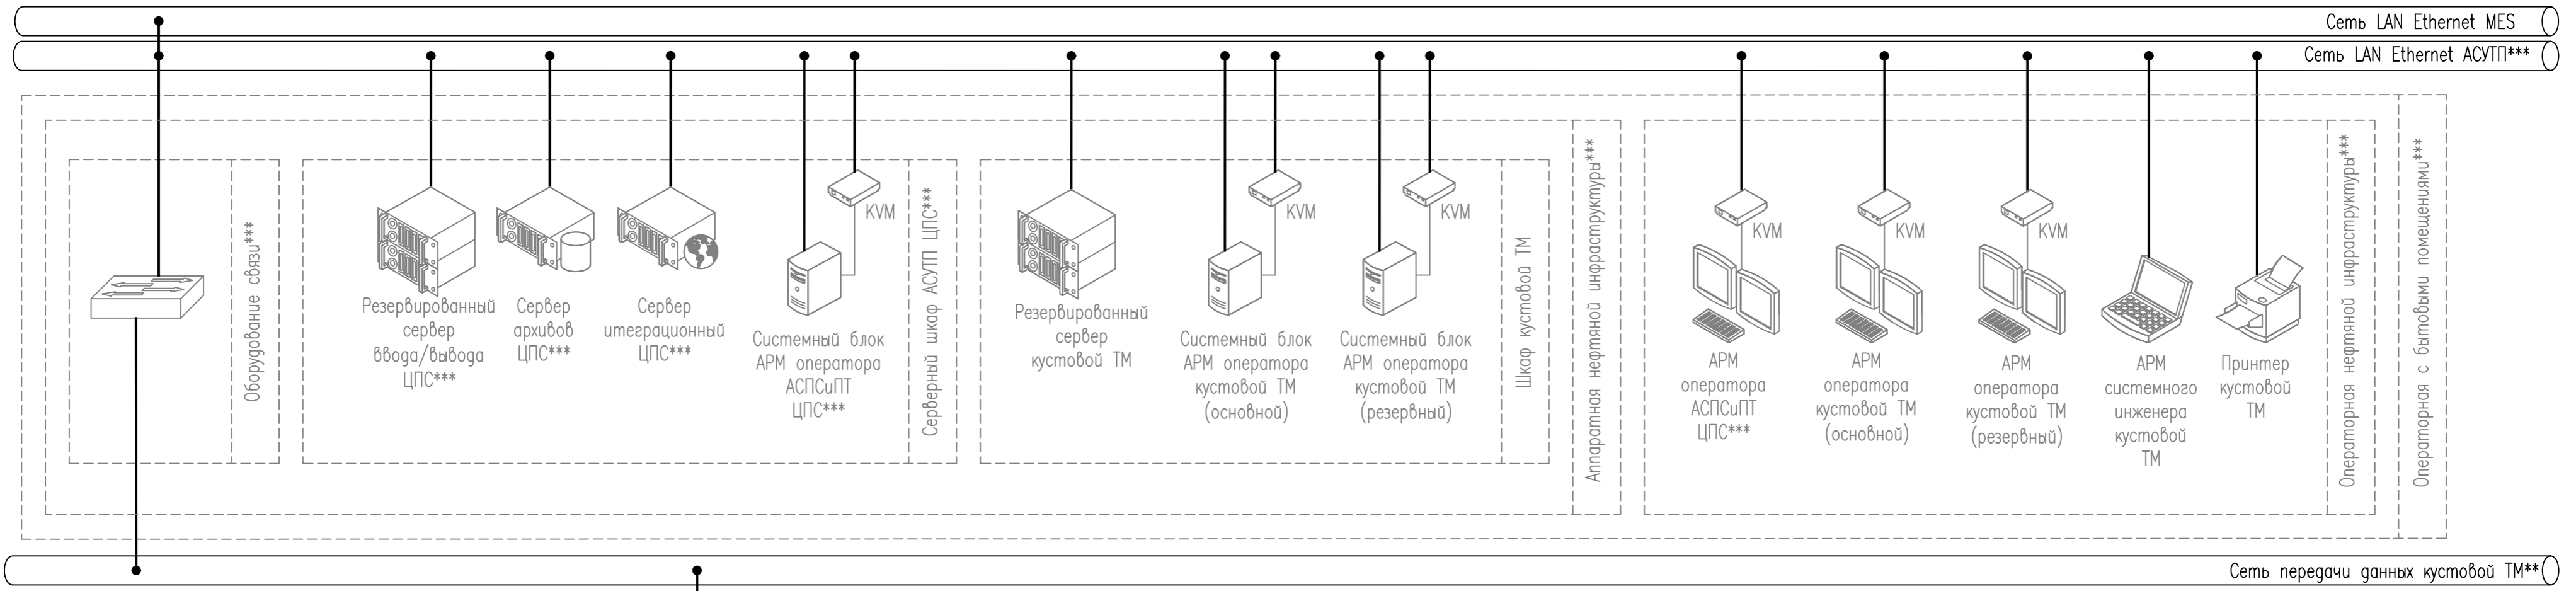 Сеть LAN Ethernet MES
Сеть LAN Ethernet АСУТП***
Оборудование связи***
Резервированный
сервер
ввода/вывода
ЦПС***
Сервер
архивов
ЦПС***
Сервер
итеграционный
ЦПС***
KVM
Системный блок
АРМ оператора
АСПСиПТ
ЦПС***
Серверный шкаф АСУТП ЦПС***
Резервированный
сервер
кустовой ТМ
KVM
Системный блок
АРМ оператора
кустовой ТМ
(основной)
KVM
Системный блок
АРМ оператора
кустовой ТМ
(резервный)
Шкаф кустовой ТМ
Аппаратная нефтяной инфраструктуры***
KVM
АРМ
оператора
АСПСиПТ
ЦПС***
KVM
АРМ
оператора
кустовой ТМ
(основной)
KVM
АРМ
оператора
кустовой ТМ
(резервный)
АРМ
системного
инженера
кустовой
ТМ
Принтер
кустовой
ТМ
Операторная нефтяной инфраструктуры***
Операторная с бытовыми помещениями***
Сеть передачи данных кустовой ТМ**